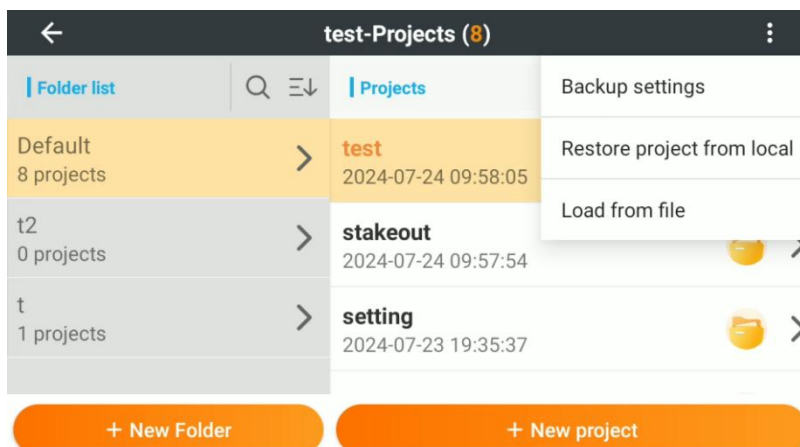 test-Projects (8)
Folder list
Projects
Backup settings
Restore project from local
Load from file
Default
8 projects
test
2024-07-24 09:58:05
t2
0 projects
stakeout
2024-07-24 09:57:54
t
1 projects
setting
2024-07-23 19:35:37
+ New Folder
+ New project